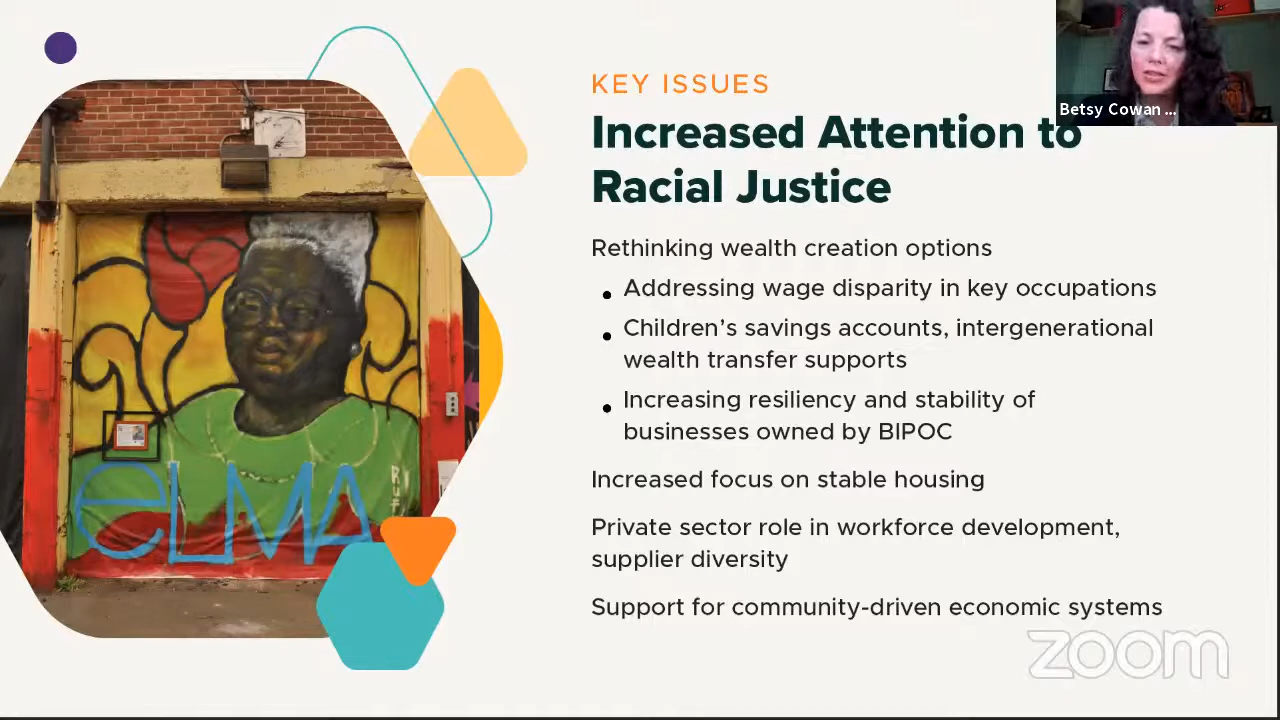 KEY ISSUES
Increased Attention to
Racial Justice
Rethinking wealth creation options
• Addressing wage disparity in key occupations
• Children's savings accounts, intergenerational
wealth transfer supports
• Increasing resiliency and stability of
businesses owned by BIPOC
Increased focus on stable housing
Private sector role in workforce development,
supplier diversity
Support for community-driven economic systems
Betsy Cowan ...
eLMA
zoom